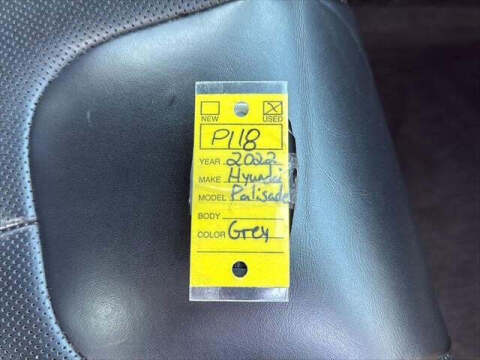 NEW USED
P118
YEAR 2022
MAKE Hyundai
MODEL Palisade
BODY
COLOR Grey